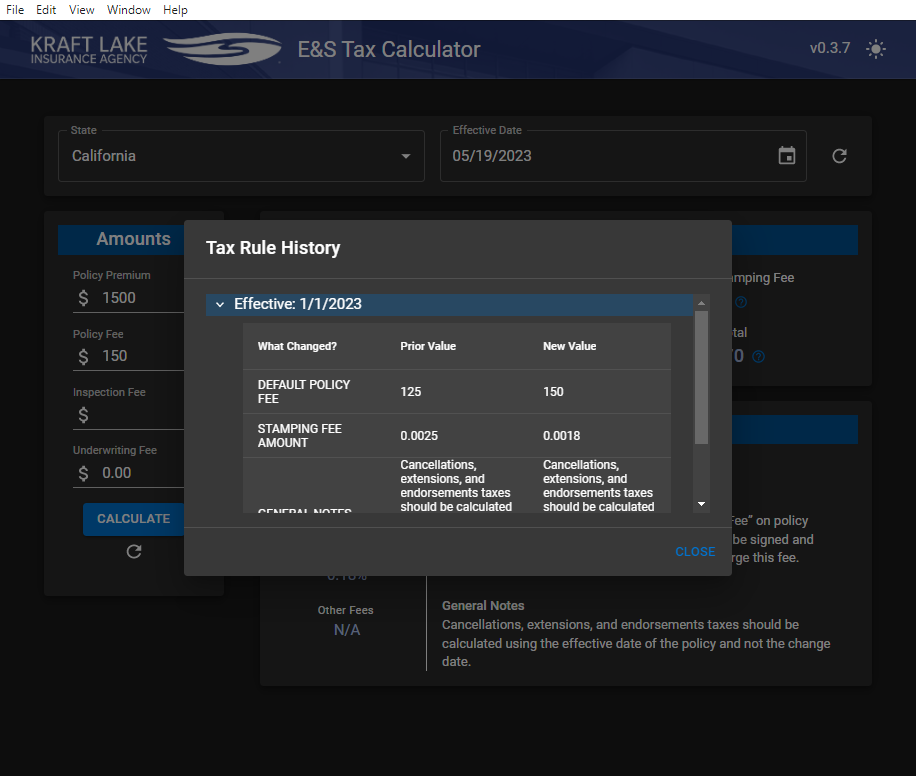 File Edit View Window Help
KRAFT LAKE
INSURANCE AGENCY
E&S Tax Calculator
v0.3.7
State
California
Effective Date
05/19/2023
Amounts
Policy Premium
$ 1500
Policy Fee
$ 150
Inspection Fee
$
Underwriting Fee
$ 0.00
CALCULATE
Tax Rule History
Effective: 1/1/2023
What Changed? Prior Value New Value
DEFAULT POLICY
FEE
125 150
STAMPING FEE
AMOUNT
0.0025 0.0018
GENERAL NOTES
Cancellations,
extensions, and
endorsements taxes
should be calculated
Cancellations,
extensions, and
endorsements taxes
should be calculated
CLOSE
mping Fee
tal
0
Fee" on policy
be signed and
rge this fee.
0.18%
Other Fees
N/A
General Notes
Cancellations, extensions, and endorsements taxes should be
calculated using the effective date of the policy and not the change
date.